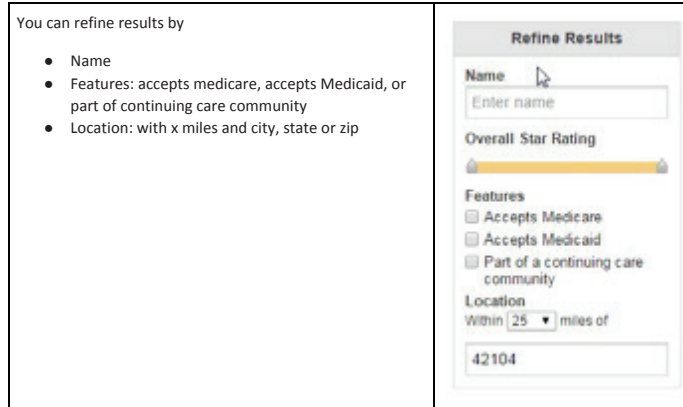 You can refine results by
● Name
● Features: accepts medicare, accepts Medicaid, or
part of continuing care community
● Location: with x miles and city, state or zip
Refine Results
Name
Enter name
Overall Star Rating
Features
Accepts Medicare
Accepts Medicaid
Part of a continuing care
community
Location
Within 25 miles of
42104